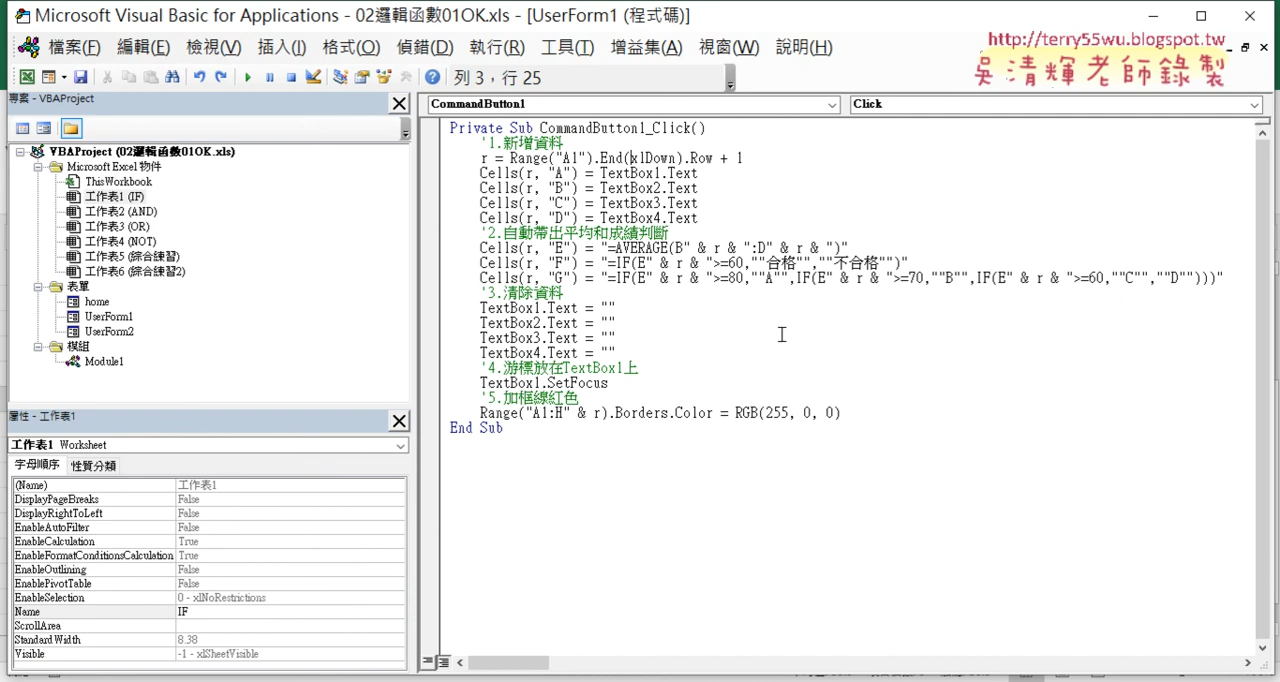 Microsoft Visual Basic for Applications - 02邏輯函數01OK.xls - [UserForm1 (程式碼)]
檔案(F) 編輯(E) 檢視(V) 插入(I) 格式(O) 偵錯(D) 執行(R) 工具(T) 增益集(A) 視窗(W) 說明(H)
http://terry55wu.blogspot.tw
吳清輝老師錄製
列 3，行 25
專案 - VBAProject
VBAProject (02邏輯函數01OK.xls)
Microsoft Excel 物件
ThisWorkbook
工作表1 (IF)
工作表2 (AND)
工作表3 (OR)
工作表4 (NOT)
工作表5 (綜合練習)
工作表6 (綜合練習2)
表單
home
UserForm1
UserForm2
模組
Module1
屬性 - 工作表1
工作表1 Worksheet
字母順序 性質分類
(Name) 工作表1
DisplayPageBreaks False
DisplayRightToLeft False
EnableAutoFilter False
EnableCalculation True
EnableFormatConditionsCalculation True
EnableOutlining False
EnablePivotTable False
EnableSelection 0 - xlNoRestrictions
Name IF
ScrollArea
StandardWidth 8.38
Visible -1 - xlSheetVisible
CommandButton1 Click
Private Sub CommandButton1_Click()
'1.新增資料
r = Range("A1").End(xlDown).Row + 1
Cells(r, "A") = TextBox1.Text
Cells(r, "B") = TextBox2.Text
Cells(r, "C") = TextBox3.Text
Cells(r, "D") = TextBox4.Text
'2.自動帶出平均和成績判斷
Cells(r, "E") = "=AVERAGE(B" & r & ":D" & r & ")"
Cells(r, "F") = "=IF(E" & r & ">=60,""合格"",""不合格"")"
Cells(r, "G") = "=IF(E" & r & ">=80,""A"",IF(E" & r & ">=70,""B"",IF(E" & r & ">=60,""C"",""D"")))"
'3.清除資料
TextBox1.Text = ""
TextBox2.Text = ""
TextBox3.Text = ""
TextBox4.Text = ""
'4.游標放在TextBox1上
TextBox1.SetFocus
'5.加框線紅色
Range("A1:H" & r).Borders.Color = RGB(255, 0, 0)
End Sub